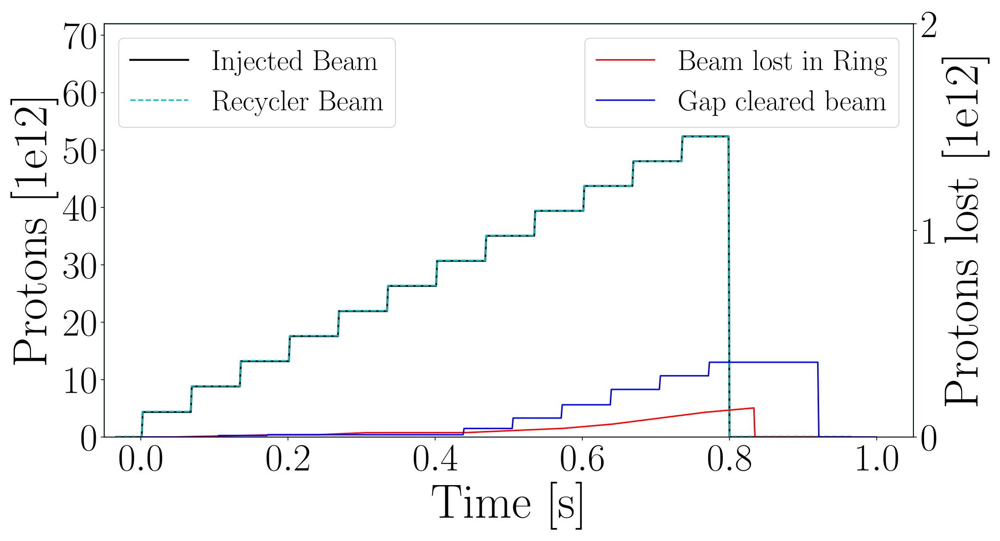 Protons [1e12]
70
60
50
40
30
20
10
0
Injected Beam
Recycler Beam
Beam lost in Ring
Gap cleared beam
2
1
0
Protons lost [1e12]
0.0 0.2 0.4 0.6 0.8 1.0
Time [s]